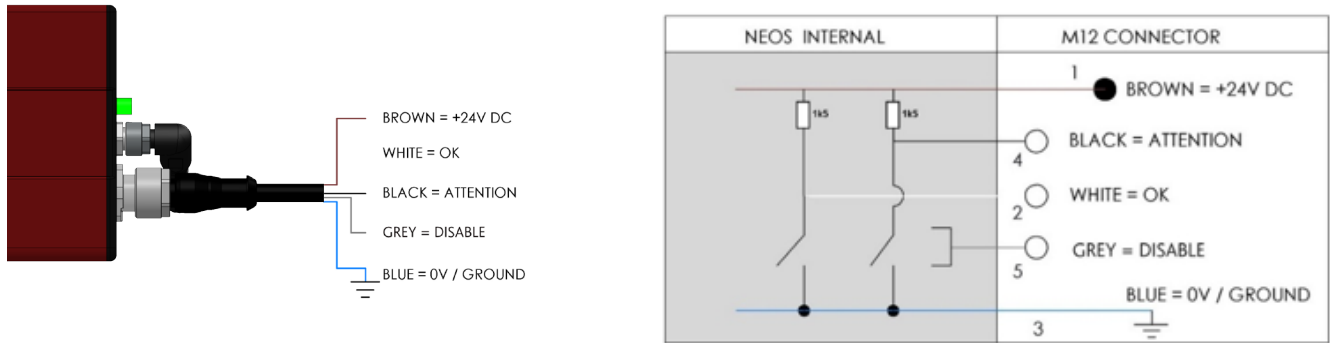 BROWN = +24V DC
WHITE = OK
BLACK = ATTENTION
GREY = DISABLE
BLUE = 0V / GROUND
NEOS INTERNAL
M12 CONNECTOR
1
BROWN = +24V DC
1k5
1k5
BLACK = ATTENTION
4
WHITE = OK
2
GREY = DISABLE
5
BLUE = 0V / GROUND
3